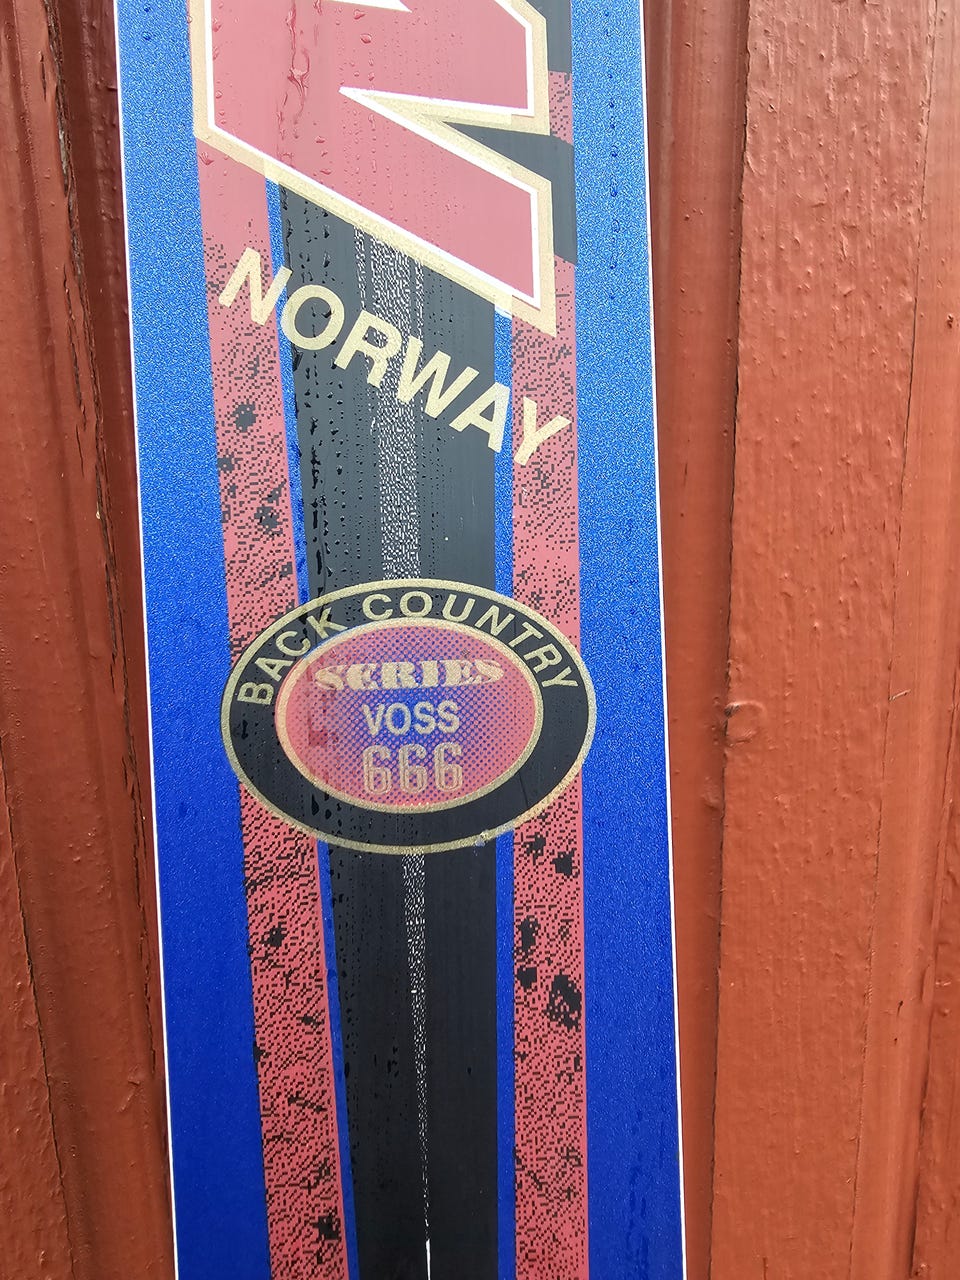 NORWAY
BACK COUNTRY
SERIES
VOSS
666